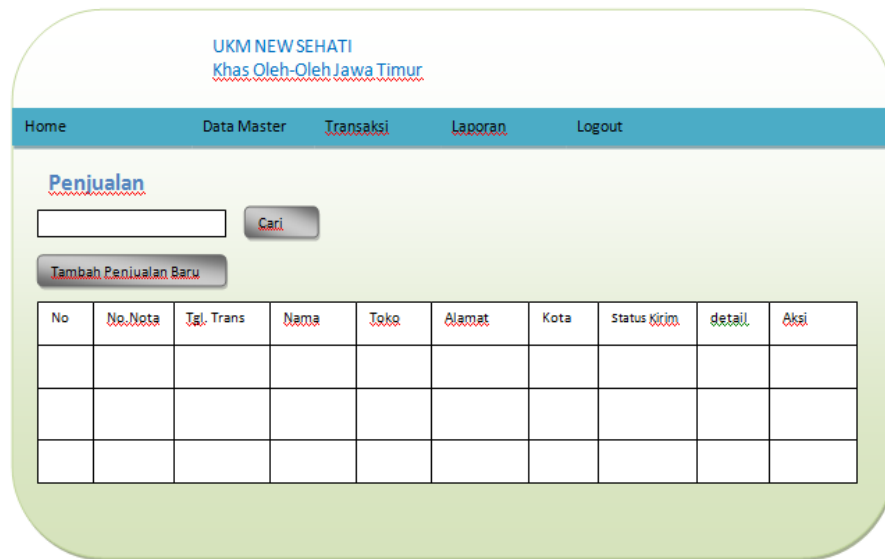 UKM NEW SEHATI
Khas Oleh-Oleh Jawa Timur
Home Data Master Transaksi Laporan Logout
Penjualan
Cari
Tambah Penjualan Baru
No No.Nota Tgl. Trans Nama Toko Alamat Kota Status Kirim detail Aksi